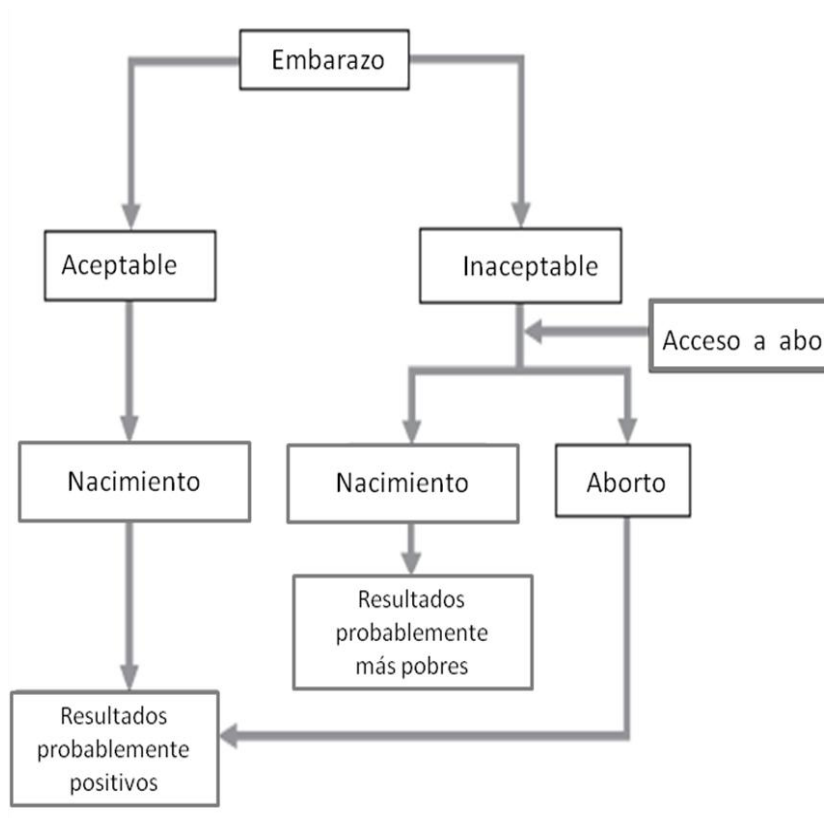 Embarazo
Aceptable
Inaceptable
Acceso a abo
Nacimiento
Nacimiento
Aborto
Resultados
probablemente
más pobres
Resultados
probablemente
positivos